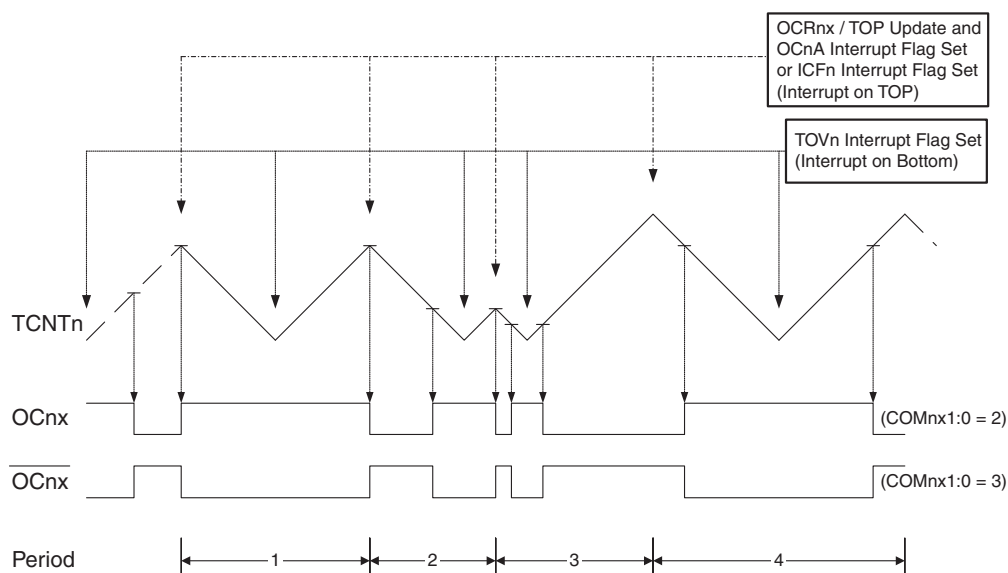 OCRnx / TOP Update and
OCnA Interrupt Flag Set
or ICFn Interrupt Flag Set
(Interrupt on TOP)
TOVn Interrupt Flag Set
(Interrupt on Bottom)
TCNTn
OCnx
(COMnx1:0 = 2)
OCnx
(COMnx1:0 = 3)
Period
1
2
3
4